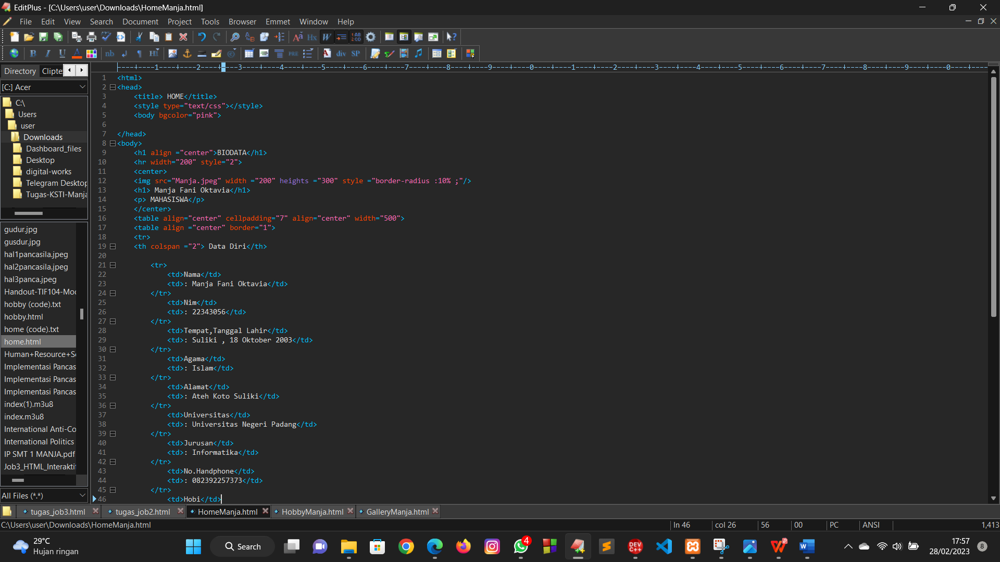 EditPlus - [C:\Users\user\Downloads\HomeManja.html]
File Edit View Search Document Project Tools Browser Emmet Window Help
Directory Clipte
[C:] Acer
C:\
Users
user
Downloads
Dashboard_files
Desktop
digital-works
Telegram Desktop
Tugas-KSTI-Manja
gudur.jpg
gusdur.jpg
hal1pancasila.jpeg
hal2pancasila.jpeg
hal3panca.jpeg
Handout-TIF104-Moc
hobby (code).txt
hobby.html
home (code).txt
home.html
Human+Resource+S
Implementasi Pancas
Implementasi Pancas
Implementasi Pancas
index(1).m3u8
index.m3u8
International Anti-Co
International Politics
IP SMT 1 MANJA.pdf
Job3_HTML_Interakti
All Files (*.*)
1 <html>
2 <head>
3 <title> HOME</title>
4 <style type="text/css"></style>
5 <body bgcolor="pink">
6
7 </head>
8 <body>
9 <h1 align ="center">BIODATA</h1>
10 <hr width="200" style="2">
11 <center>
12 <img src="Manja.jpeg" width ="200" heights ="300" style ="border-radius :10% ;"/>
13 <h1> Manja Fani Oktavia</h1>
14 <p> MAHASISWA</p>
15 </center>
16 <table align="center" cellpadding="7" align="center" width="500">
17 <table align ="center" border="1">
18 <tr>
19 <th colspan ="2"> Data Diri</th>
20
21 <tr>
22 <td>Nama</td>
23 <td>: Manja Fani Oktavia</td>
24 </tr>
25 <td>Nim</td>
26 <td>: 22343056</td>
27 </tr>
28 <td>Tempat,Tanggal Lahir</td>
29 <td>: Suliki , 18 Oktober 2003</td>
30 </tr>
31 <td>Agama</td>
32 <td>: Islam</td>
33 </tr>
34 <td>Alamat</td>
35 <td>: Ateh Koto Suliki</td>
36 </tr>
37 <td>Universitas</td>
38 <td>: Universitas Negeri Padang</td>
39 </tr>
40 <td>Jurusan</td>
41 <td>: Informatika</td>
42 </tr>
43 <td>No.Handphone</td>
44 <td>: 082392257373</td>
45 </tr>
46 <td>Hobi</td>
tugas_job3.html tugas_job2.html HomeManja.html HobbyManja.html GalleryManja.html
C:\Users\user\Downloads\HomeManja.html ln 46 col 26 56 00 PC ANSI 1,413
29°C
Hujan ringan
Search
4
17:57
28/02/2023
8